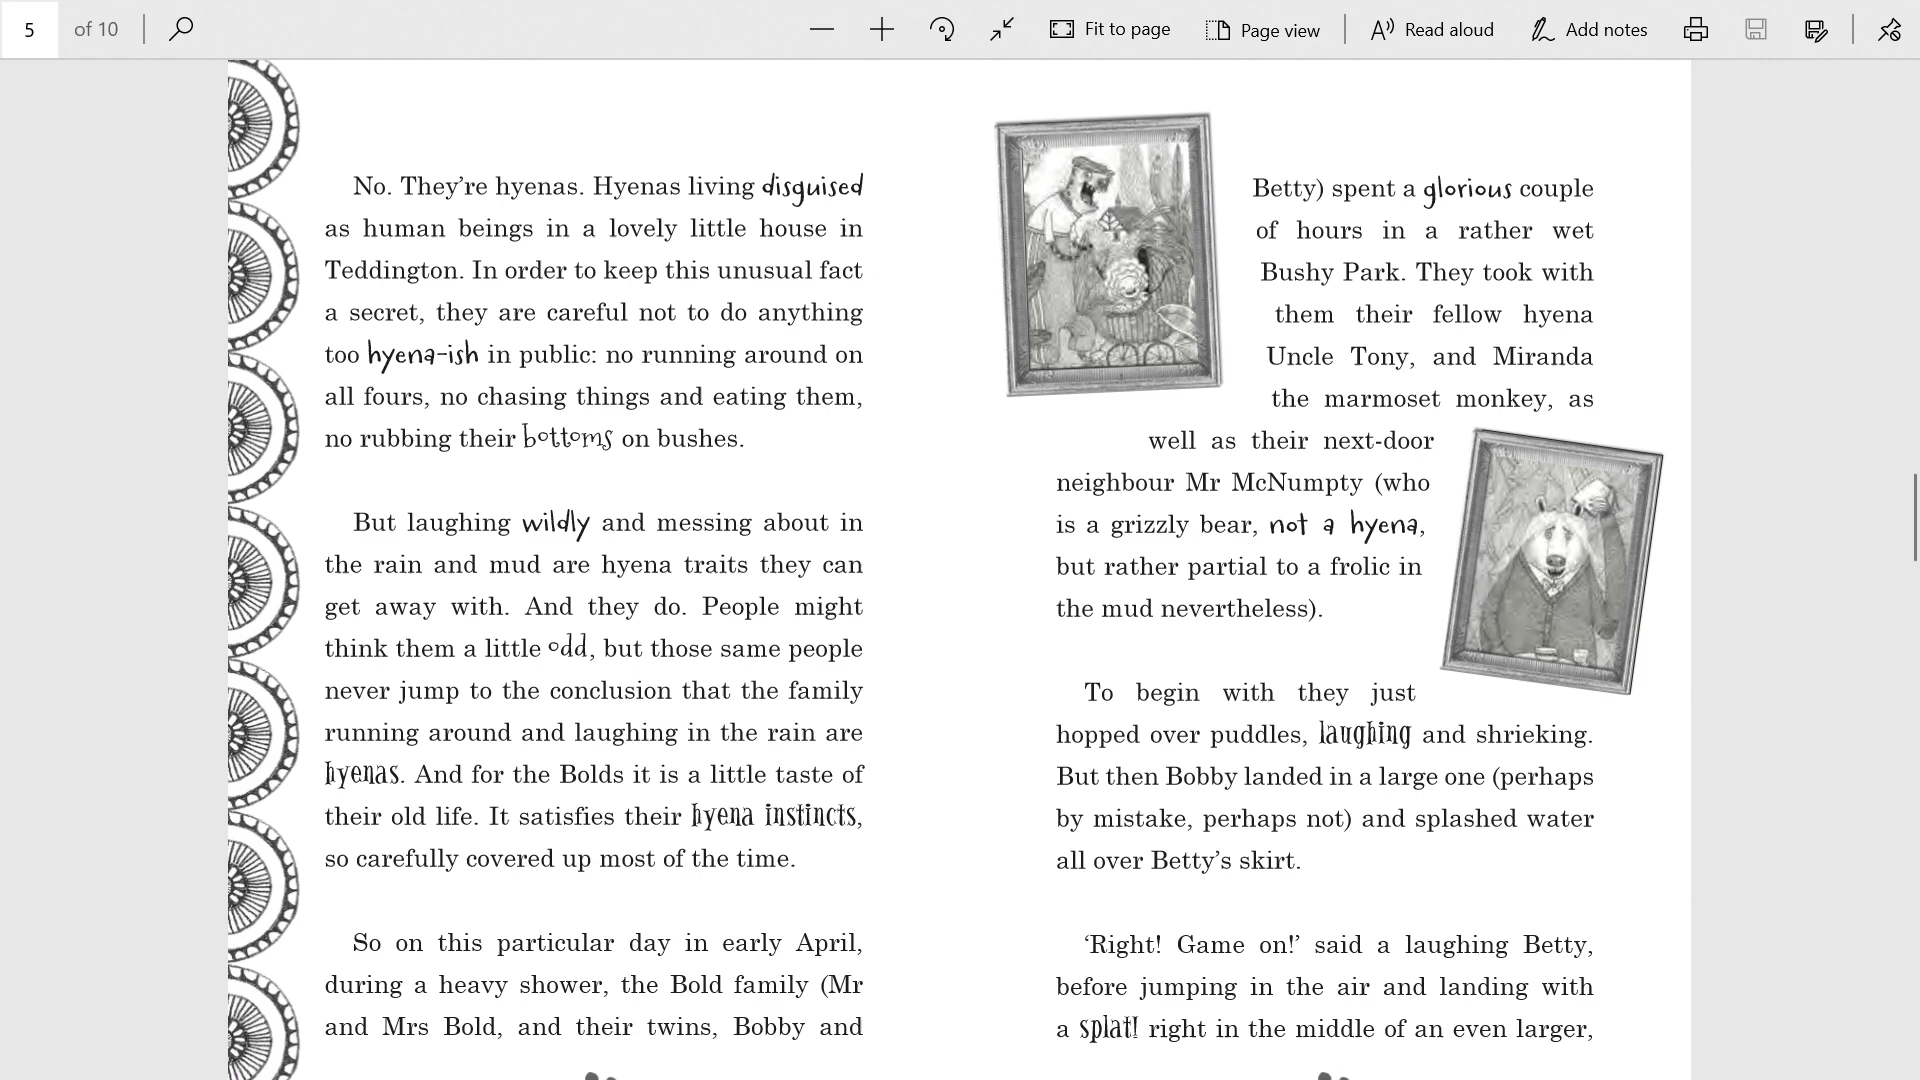 5 of 10
Fit to page
Page view
Read aloud
Add notes
No. They’re hyenas. Hyenas living disguised
as human beings in a lovely little house in
Teddington. In order to keep this unusual fact
a secret, they are careful not to do anything
too hyena-ish in public: no running around on
all fours, no chasing things and eating them,
no rubbing their bottoms on bushes.
But laughing wildly and messing about in
the rain and mud are hyena traits they can
get away with. And they do. People might
think them a little odd, but those same people
never jump to the conclusion that the family
running around and laughing in the rain are
hyenas. And for the Bolds it is a little taste of
their old life. It satisfies their hyena instincts,
so carefully covered up most of the time.
So on this particular day in early April,
during a heavy shower, the Bold family (Mr
and Mrs Bold, and their twins, Bobby and
Betty) spent a glorious couple
of hours in a rather wet
Bushy Park. They took with
them their fellow hyena
Uncle Tony, and Miranda
the marmoset monkey, as
well as their next-door
neighbour Mr McNumpty (who
is a grizzly bear, not a hyena,
but rather partial to a frolic in
the mud nevertheless).
To begin with they just
hopped over puddles, laughing and shrieking.
But then Bobby landed in a large one (perhaps
by mistake, perhaps not) and splashed water
all over Betty’s skirt.
‘Right! Game on!’ said a laughing Betty,
before jumping in the air and landing with
a splat! right in the middle of an even larger,